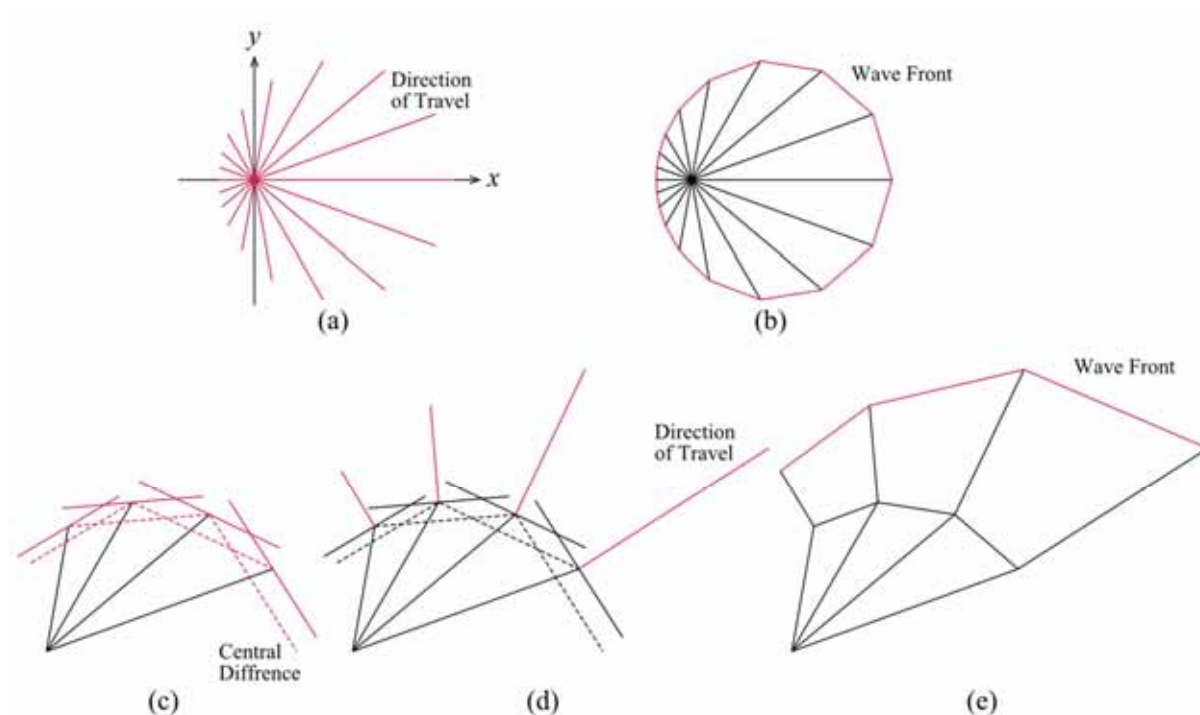 y
Direction
of Travel
x
(a)
Wave Front
(b)
Central
Diffrence
(c)
Direction
of Travel
(d)
Wave Front
(e)